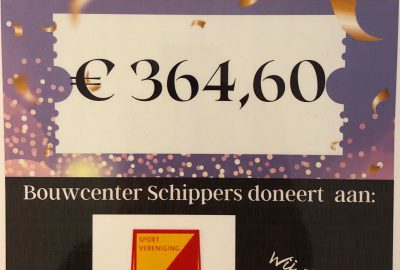 € 364,60
Bouwcenter Schippers doneert aan:
SPORT
VERENIGING